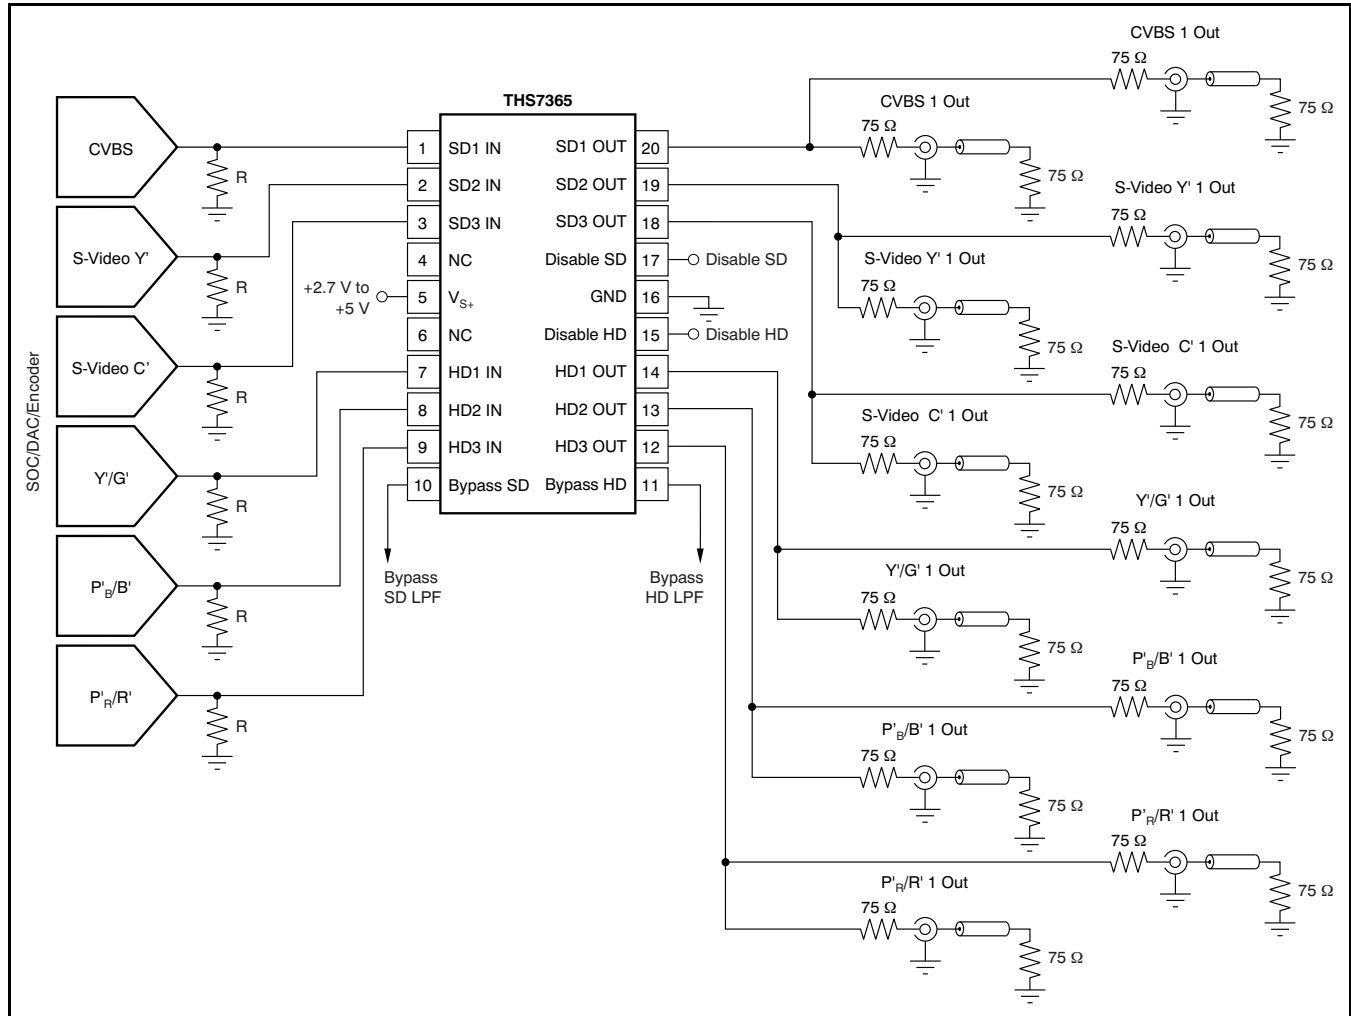 CVBS 1 Out
75 Ω
75 Ω
THS7365
CVBS 1 Out
75 Ω
75 Ω
CVBS
R
1 SD1 IN SD1 OUT 20
2 SD2 IN SD2 OUT 19
3 SD3 IN SD3 OUT 18
4 NC Disable SD 17 Disable SD
+2.7 V to
+5 V
5 VS+ GND 16
6 NC Disable HD 15 Disable HD
7 HD1 IN HD1 OUT 14
8 HD2 IN HD2 OUT 13
9 HD3 IN HD3 OUT 12
10 Bypass SD Bypass HD 11
Bypass
SD LPF
Bypass
HD LPF
SOC/DAC/Encoder
S-Video Y'
R
S-Video C'
R
Y'/G'
R
P'B/B'
R
P'R/R'
R
S-Video Y' 1 Out
75 Ω
75 Ω
S-Video Y' 1 Out
75 Ω
75 Ω
S-Video C' 1 Out
75 Ω
75 Ω
S-Video C' 1 Out
75 Ω
75 Ω
Y'/G' 1 Out
75 Ω
75 Ω
Y'/G' 1 Out
75 Ω
75 Ω
P'B/B' 1 Out
75 Ω
75 Ω
P'B/B' 1 Out
75 Ω
75 Ω
P'R/R' 1 Out
75 Ω
75 Ω
P'R/R' 1 Out
75 Ω
75 Ω